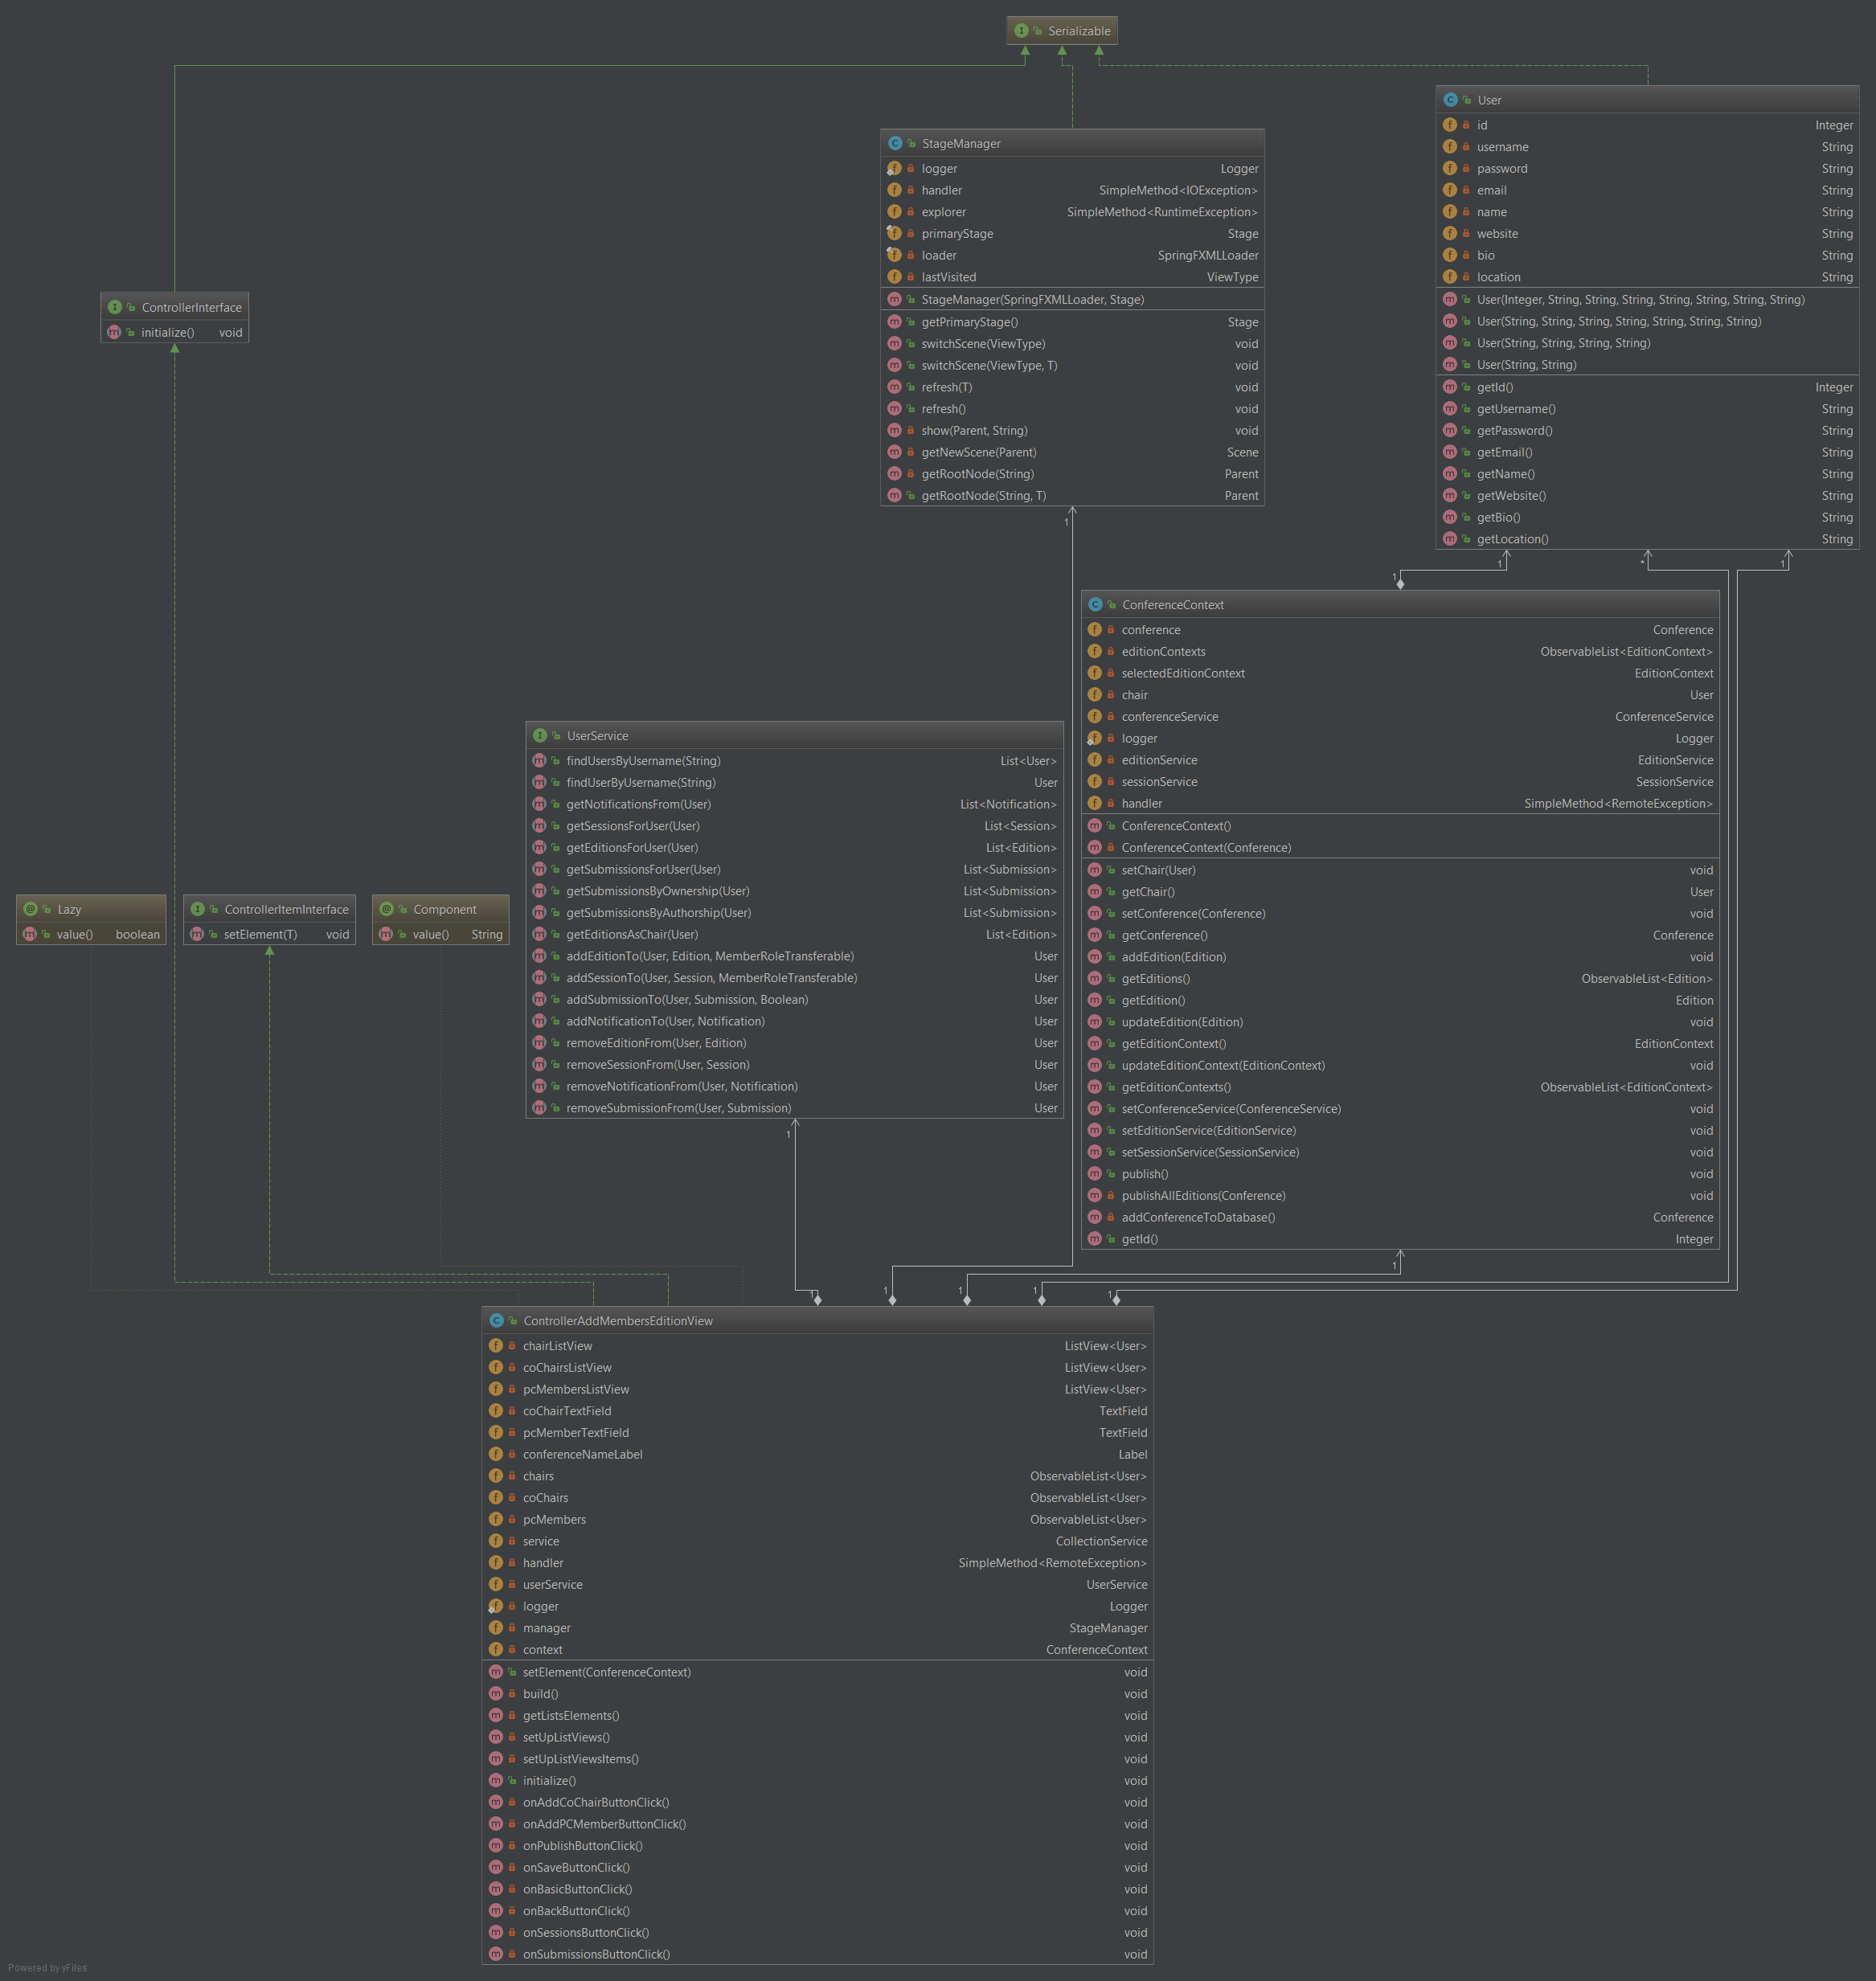 Serializable
User
id Integer
username String
password String
email String
name String
website String
bio String
location String
User(Integer, String, String, String, String, String, String, String)
User(String, String, String, String, String, String, String)
User(String, String, String, String)
User(String, String)
getId() Integer
getUsername() String
getPassword() String
getEmail() String
getName() String
getWebsite() String
getBio() String
getLocation() String
StageManager
logger Logger
handler SimpleMethod<IOException>
explorer SimpleMethod<RuntimeException>
primaryStage Stage
loader SpringFXMLLoader
lastVisited ViewType
StageManager(SpringFXMLLoader, Stage)
getPrimaryStage() Stage
switchScene(ViewType) void
switchScene(ViewType, T) void
refresh(T) void
refresh() void
show(Parent, String) void
getNewScene(Parent) Scene
getRootNode(String) Parent
getRootNode(String, T) Parent
ControllerInterface
initialize() void
1
1
1
*
1
ConferenceContext
conference Conference
editionContexts ObservableList<EditionContext>
selectedEditionContext EditionContext
chair User
conferenceService ConferenceService
logger Logger
editionService EditionService
sessionService SessionService
handler SimpleMethod<RemoteException>
ConferenceContext()
ConferenceContext(Conference)
setChair(User) void
getChair() User
setConference(Conference) void
getConference() Conference
addEdition(Edition) void
getEditions() ObservableList<Edition>
getEdition() Edition
updateEdition(Edition) void
getEditionContext() EditionContext
updateEditionContext(EditionContext) void
getEditionContexts() ObservableList<EditionContext>
setConferenceService(ConferenceService) void
setEditionService(EditionService) void
setSessionService(SessionService) void
publish() void
publishAllEditions(Conference) void
addConferenceToDatabase() Conference
getId() Integer
UserService
findUsersByUsername(String) List<User>
findUserByUsername(String) User
getNotificationsFrom(User) List<Notification>
getSessionsForUser(User) List<Session>
getEditionsForUser(User) List<Edition>
getSubmissionsForUser(User) List<Submission>
getSubmissionsByOwnership(User) List<Submission>
getSubmissionsByAuthorship(User) List<Submission>
getEditionsAsChair(User) List<Edition>
addEditionTo(User, Edition, MemberRoleTransferable) User
addSessionTo(User, Session, MemberRoleTransferable) User
addSubmissionTo(User, Submission, Boolean) User
addNotificationTo(User, Notification) User
removeEditionFrom(User, Edition) User
removeSessionFrom(User, Session) User
removeNotificationFrom(User, Notification) User
removeSubmissionFrom(User, Submission) User
Lazy
value() boolean
ControllerItemInterface
setElement(T) void
Component
value() String
1
1
1
1
1
1
1
ControllerAddMembersEditionView
chairListView ListView<User>
coChairsListView ListView<User>
pcMembersListView ListView<User>
coChairTextField TextField
pcMemberTextField TextField
conferenceNameLabel Label
chairs ObservableList<User>
coChairs ObservableList<User>
pcMembers ObservableList<User>
service CollectionService
handler SimpleMethod<RemoteException>
userService UserService
logger Logger
manager StageManager
context ConferenceContext
setElement(ConferenceContext) void
build() void
getListsElements() void
setUpListViews() void
setUpListViewsItems() void
initialize() void
onAddCoChairButtonClick() void
onAddPCMemberButtonClick() void
onPublishButtonClick() void
onSaveButtonClick() void
onBasicButtonClick() void
onBackButtonClick() void
onSessionsButtonClick() void
onSubmissionsButtonClick() void
Powered by yFiles